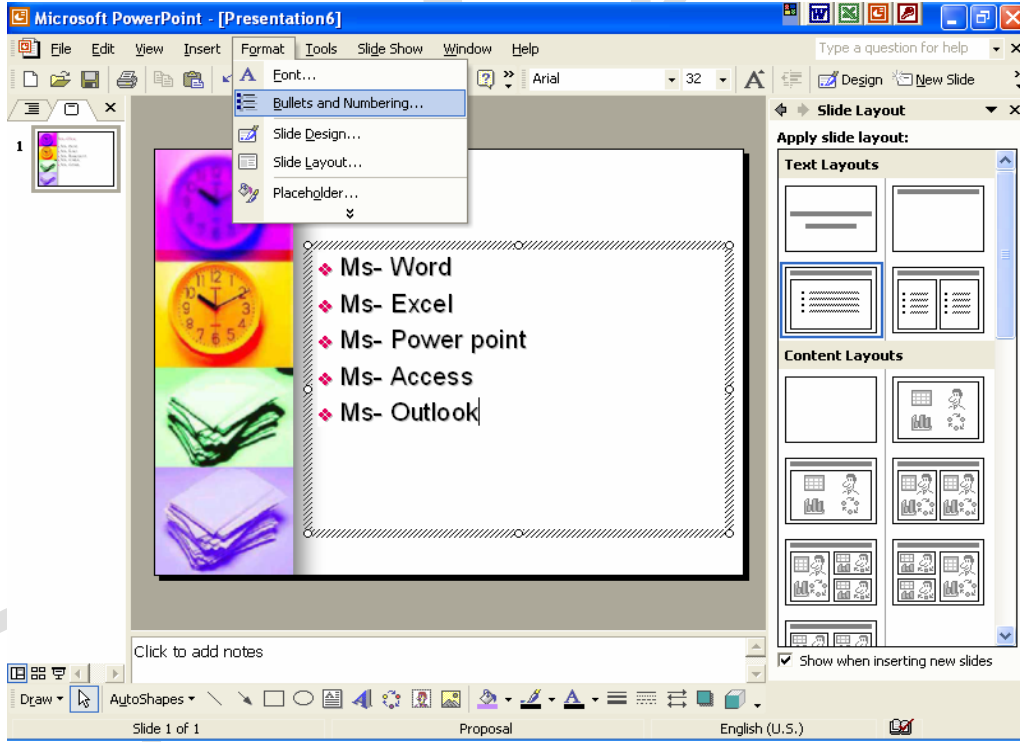 Microsoft PowerPoint - [Presentation6]
File Edit View Insert Format Tools Slide Show Window Help Type a question for help
Arial 32 A Design New Slide
Font...
Bullets and Numbering...
Slide Design...
Slide Layout...
Placeholder...
1
Ms- Word
Ms- Excel
Ms- Power point
Ms- Access
Ms- Outlook
Slide Layout
Apply slide layout:
Text Layouts
Content Layouts
Show when inserting new slides
Click to add notes
Draw AutoShapes
Slide 1 of 1 Proposal English (U.S.)